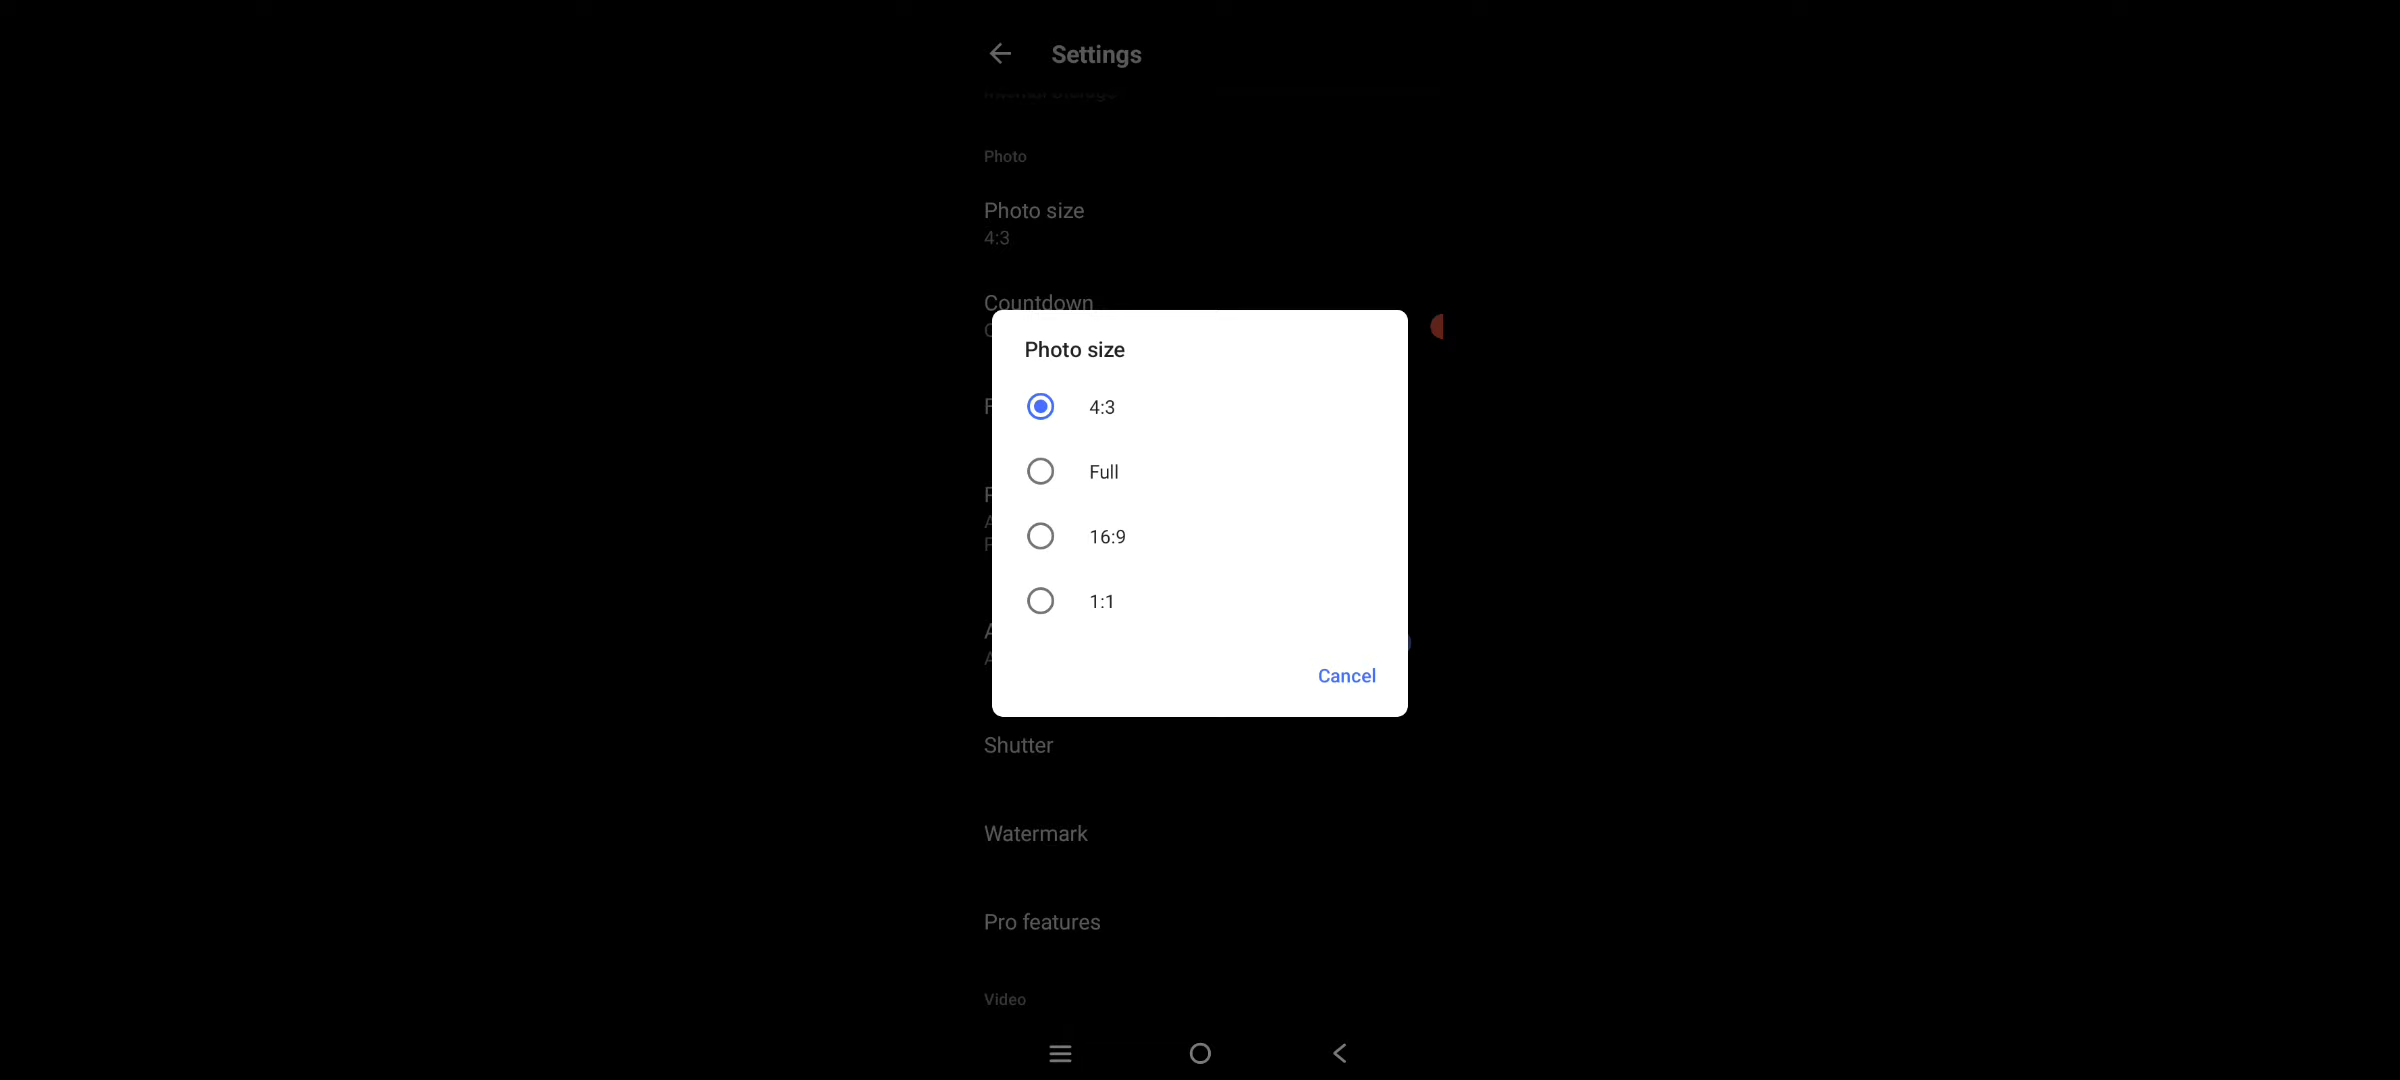 Settings
Photo
Photo size
4:3
Countdown
Photo size
4:3
Full
16:9
1:1
Cancel
Shutter
Watermark
Pro features
Video